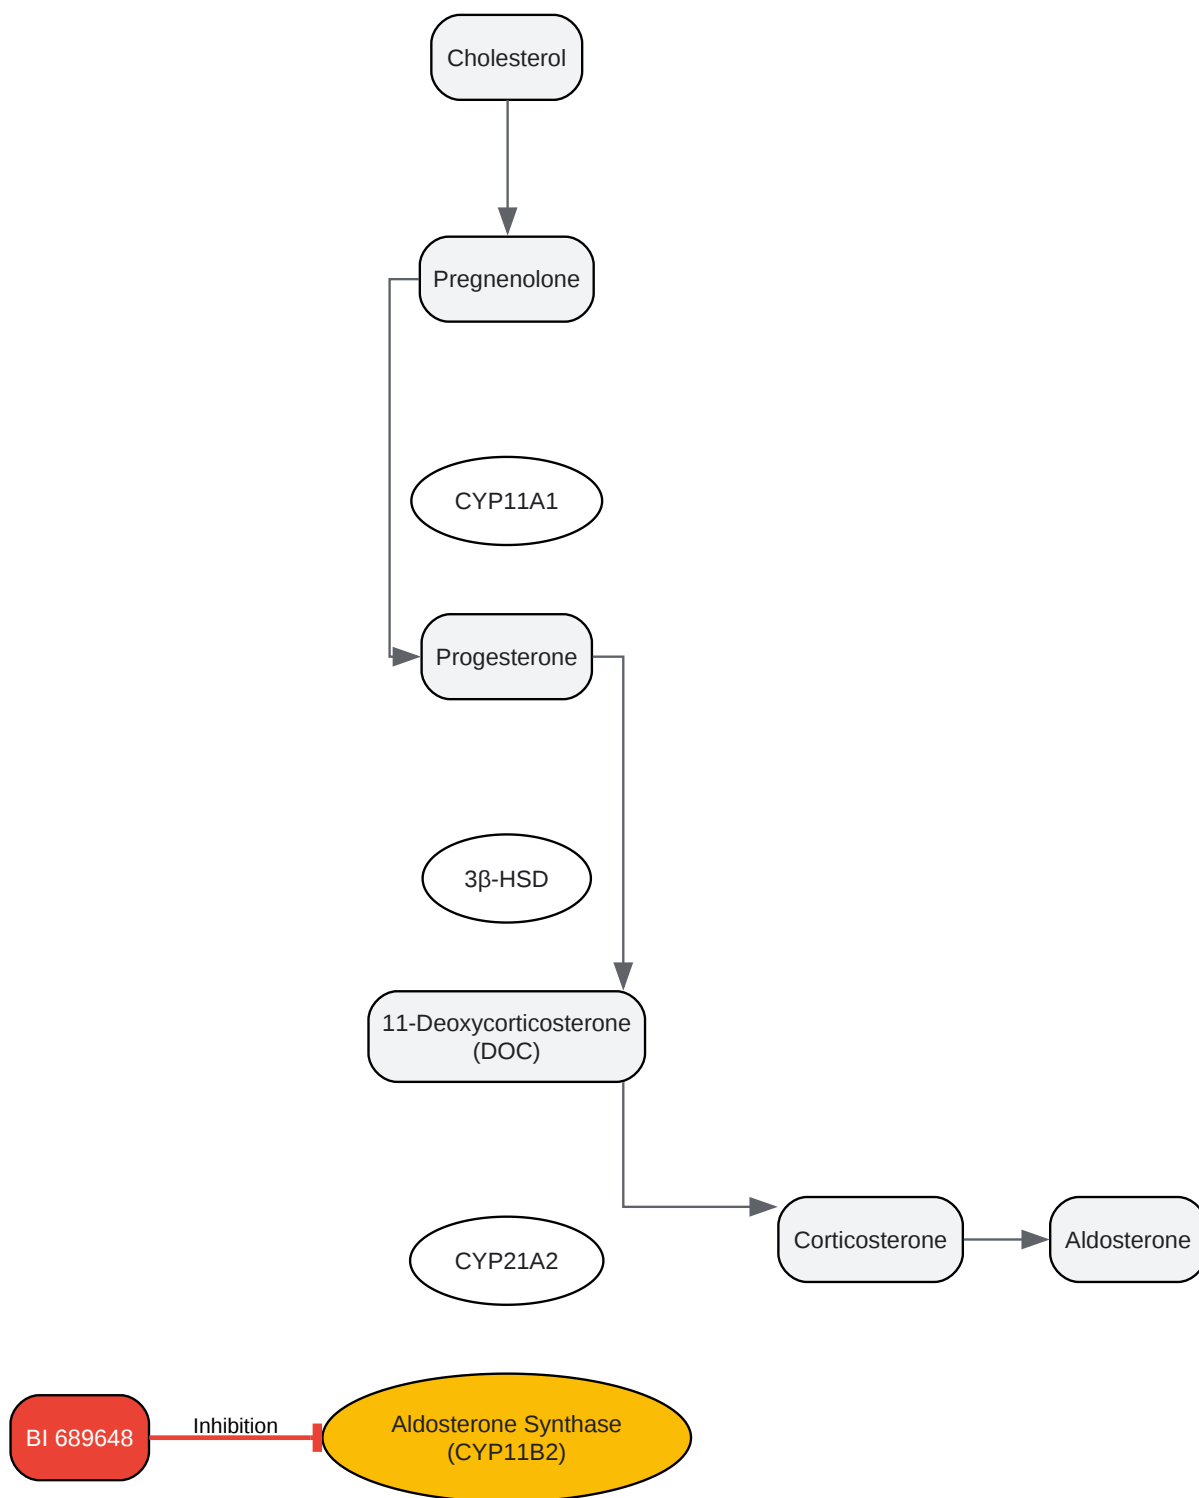 Cholesterol
Pregnenolone
CYP11A1
Progesterone
3β-HSD
11-Deoxycorticosterone
(DOC)
Corticosterone
Aldosterone
CYP21A2
BI 689648
Inhibition
Aldosterone Synthase
(CYP11B2)